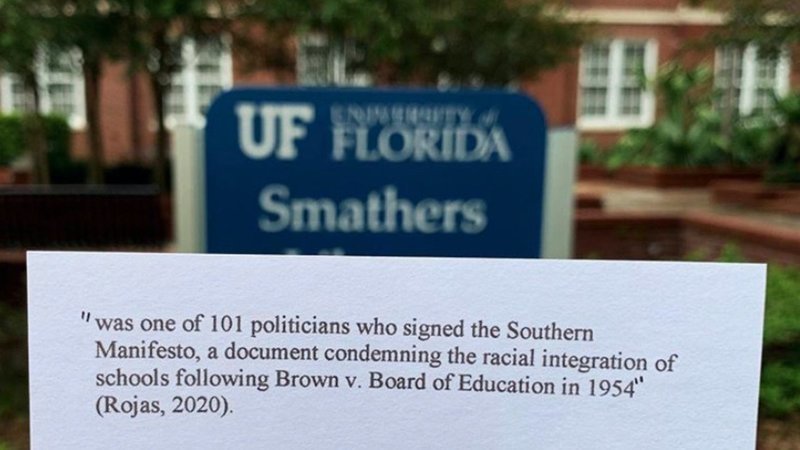 UF UNIVERSITY of
FLORIDA
Smathers
"was one of 101 politicians who signed the Southern
Manifesto, a document condemning the racial integration of
schools following Brown v. Board of Education in 1954"
(Rojas, 2020).